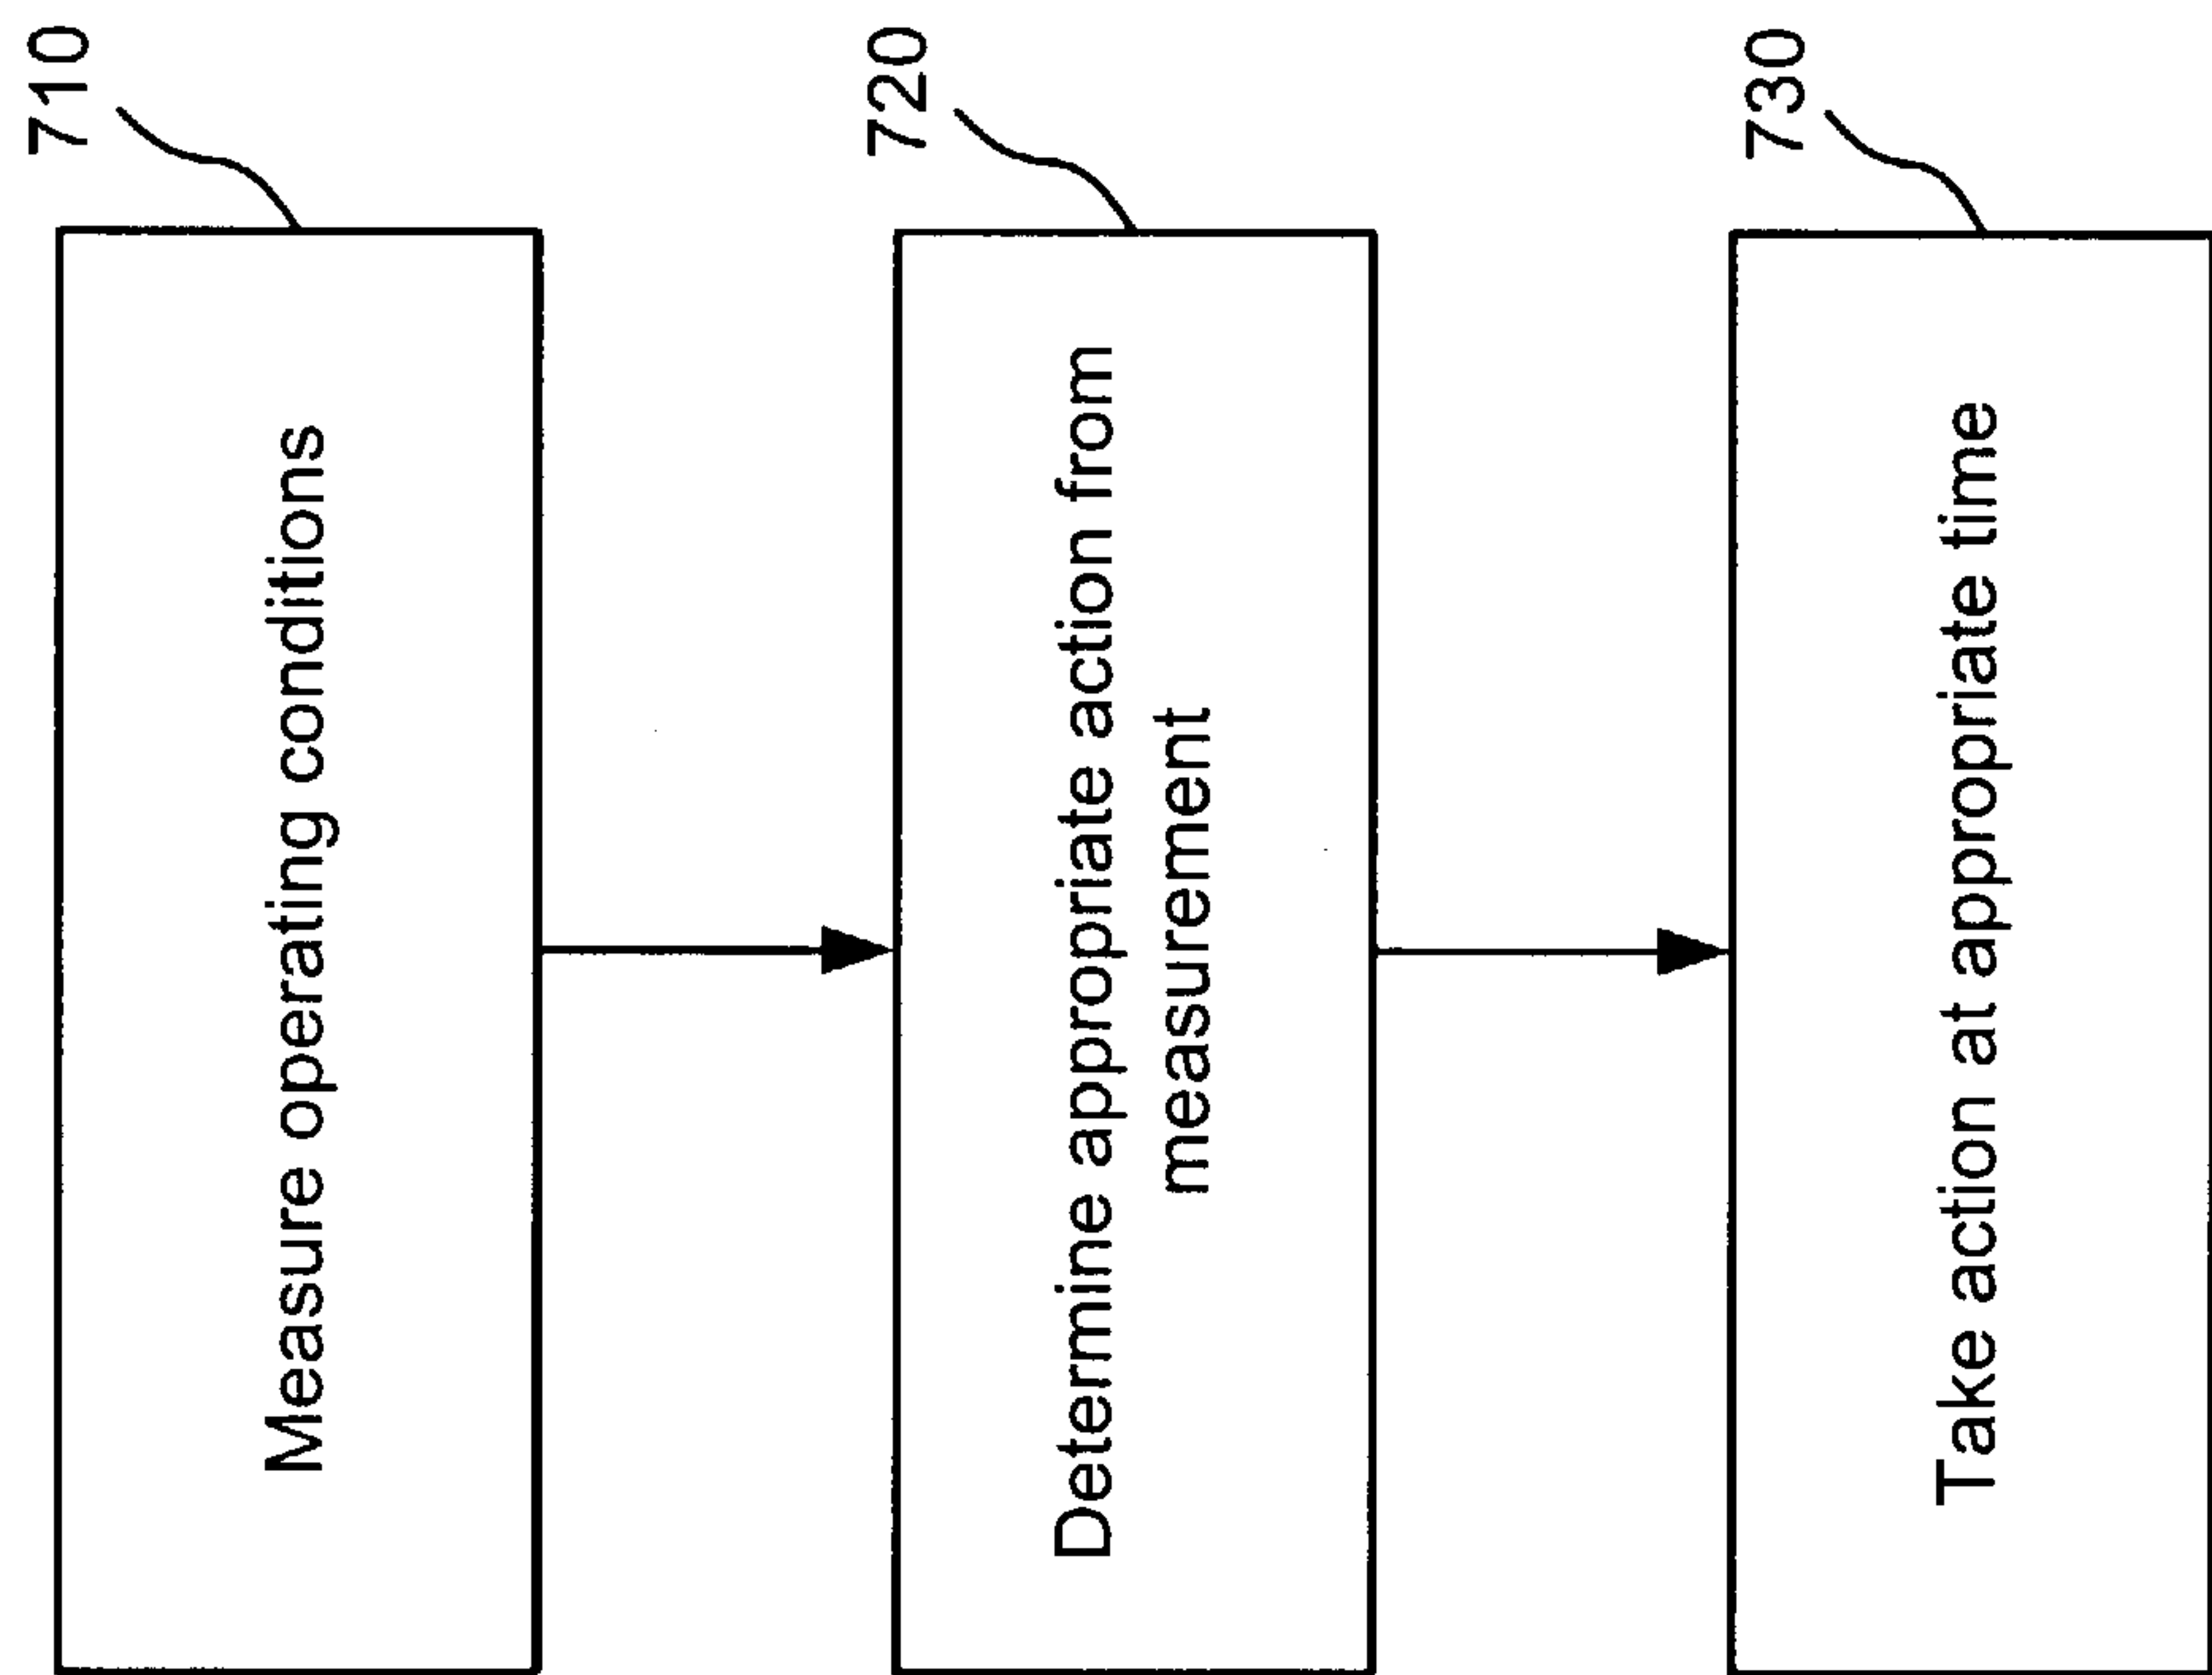 710
Measure operating conditions
720
Determine appropriate action from
measurement
730
Take action at appropriate time